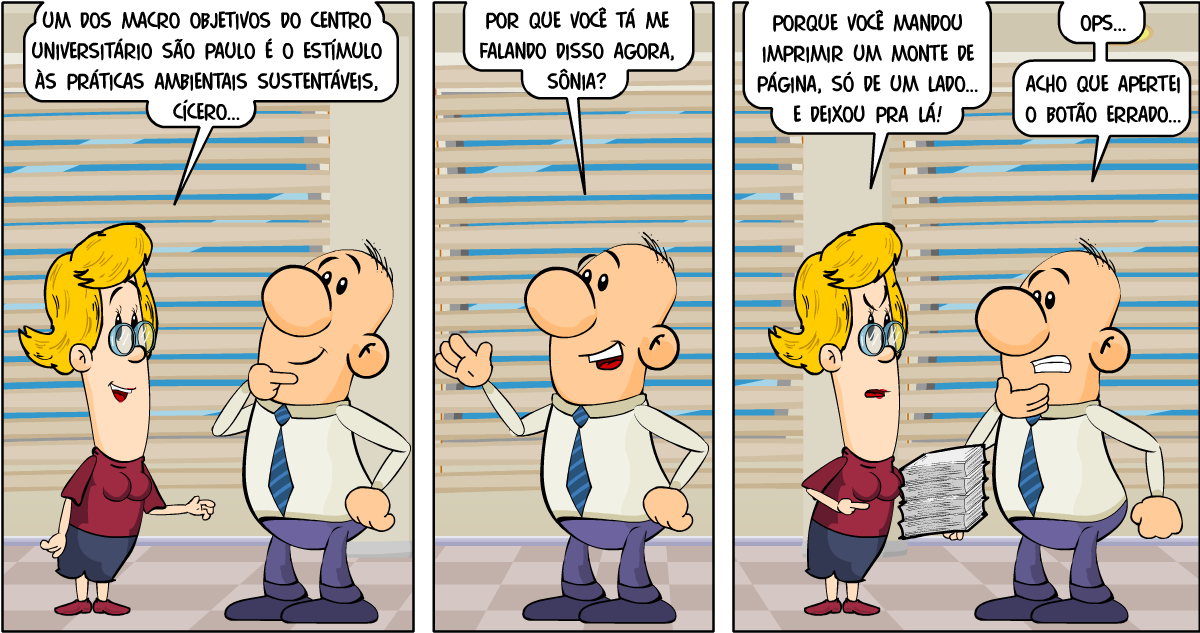 UM DOS MACRO OBJETIVOS DO CENTRO
UNIVERSITÁRIO SÃO PAULO É O ESTÍMULO
ÀS PRÁTICAS AMBIENTAIS SUSTENTÁVEIS,
CÍCERO...
POR QUE VOCÊ TÁ ME
FALANDO DISSO AGORA,
SÔNIA?
PORQUE VOCÊ MANDOU
IMPRIMIR UM MONTE DE
PÁGINA, SÓ DE UM LADO...
E DEIXOU PRA LÁ!
OPS...
ACHO QUE APERTEI
O BOTÃO ERRADO...